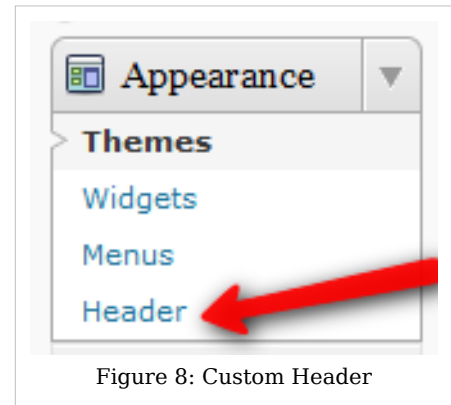 Appearance
Themes
Widgets
Menus
Header
Figure 8: Custom Header